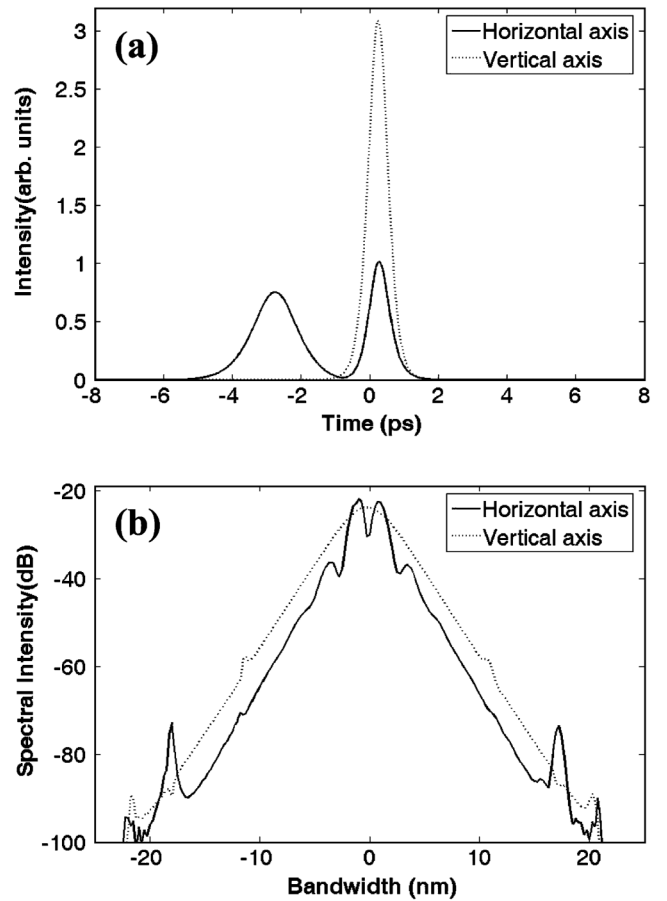 (a)
Horizontal axis
Vertical axis
3
2.5
2
1.5
1
0.5
0
Intensity(arb. units)
-8 -6 -4 -2 0 2 4 6 8
Time (ps)
(b)
Horizontal axis
Vertical axis
-20
-40
-60
-80
-100
Spectral Intensity(dB)
-20 -10 0 10 20
Bandwidth (nm)